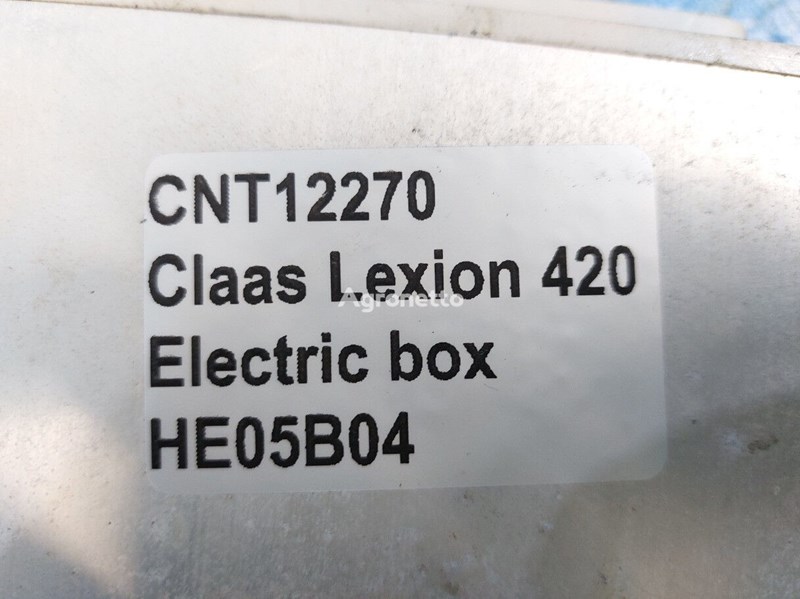 CNT12270
Claas Lexion 420
Agronetto
Electric box
HE05B04